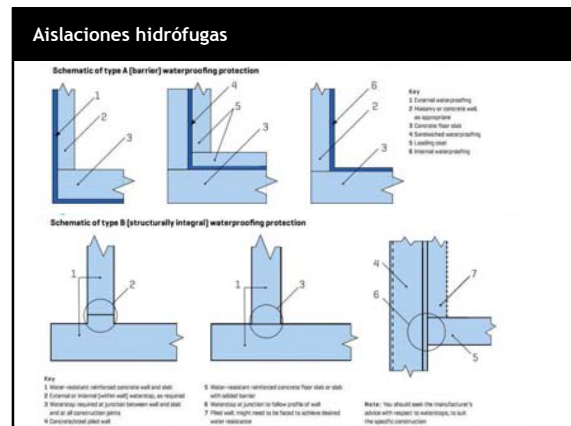 Aislaciones hidrófugas
Schematic of type A (barrier) waterproofing protection
1
2
3
4
5
3
6
2
3
Key
1 External waterproofing
2 Masonry or concrete wall,
as appropriate
3 Concrete floor slab
4 Sandwiched waterproofing
5 Loading coat
6 Internal waterproofing
Schematic of type B (structurally integral) waterproofing protection
1
2
1
3
4
6
7
5
Key
1 Water-resistant reinforced concrete wall and slab
2 External or internal (within wall) waterstop, as required
3 Waterstop required at junction between wall and slab
and at all construction joints
4 Concrete/steel piled wall
5 Water-resistant reinforced concrete floor slab or slab
with added barrier
6 Waterstop at junction to follow profile of wall
7 Piled wall; might need to be faced to achieve desired
water resistance
Note: You should seek the manufacturer's
advice with respect to waterstops, to suit
the specific construction